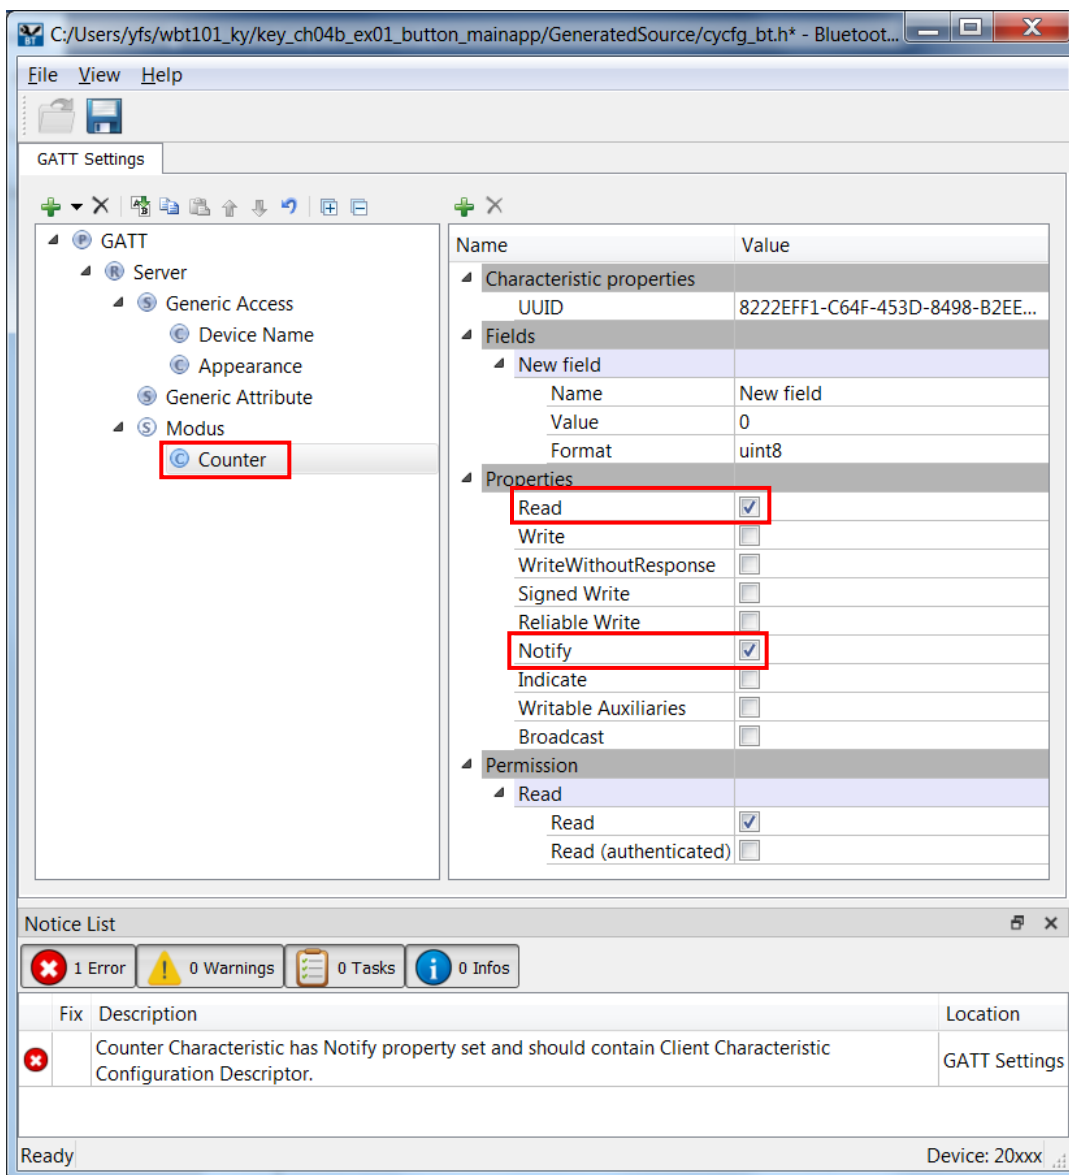 C:/Users/yfs/wbt101_ky/key_ch04b_ex01_button_mainapp/GeneratedSource/cycfg_bt.h* - Bluetoot...
File View Help
GATT Settings
GATT
Server
Generic Access
Device Name
Appearance
Generic Attribute
Modus
Counter
Name Value
Characteristic properties
UUID 8222EFF1-C64F-453D-8498-B2EE...
Fields
New field
Name New field
Value 0
Format uint8
Properties
Read
Write
WriteWithoutResponse
Signed Write
Reliable Write
Notify
Indicate
Writable Auxiliaries
Broadcast
Permission
Read
Read
Read (authenticated)
Notice List
1 Error 0 Warnings 0 Tasks 0 Infos
Fix Description Location
Counter Characteristic has Notify property set and should contain Client Characteristic
Configuration Descriptor.
GATT Settings
Ready Device: 20xxx